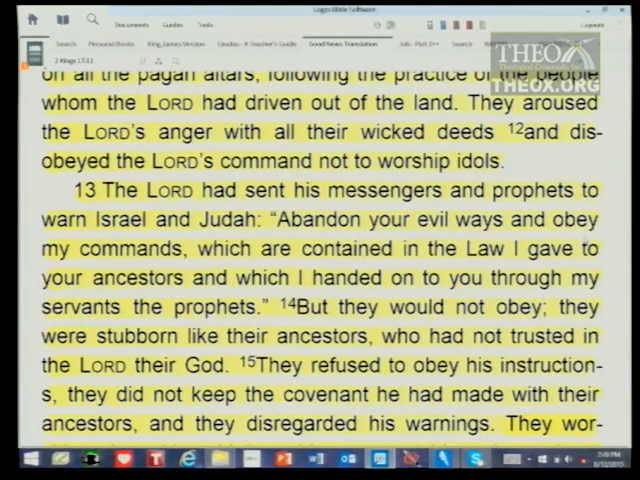 Logos Bible Software
Documents Guides Tools
Layouts
Search Personal Books King James Version Good News Translation Job - Part 2 Search
2 Kings 17:11
THEOX
THEOX.ORG
on all the pagan altars, following the practice of the people
whom the LORD had driven out of the land. They aroused
the LORD's anger with all their wicked deeds 12and dis-
obeyed the LORD's command not to worship idols.
13 The LORD had sent his messengers and prophets to
warn Israel and Judah: “Abandon your evil ways and obey
my commands, which are contained in the Law I gave to
your ancestors and which I handed on to you through my
servants the prophets.” 14But they would not obey; they
were stubborn like their ancestors, who had not trusted in
the LORD their God. 15They refused to obey his instruction-
s, they did not keep the covenant he had made with their
ancestors, and they disregarded his warnings. They wor-